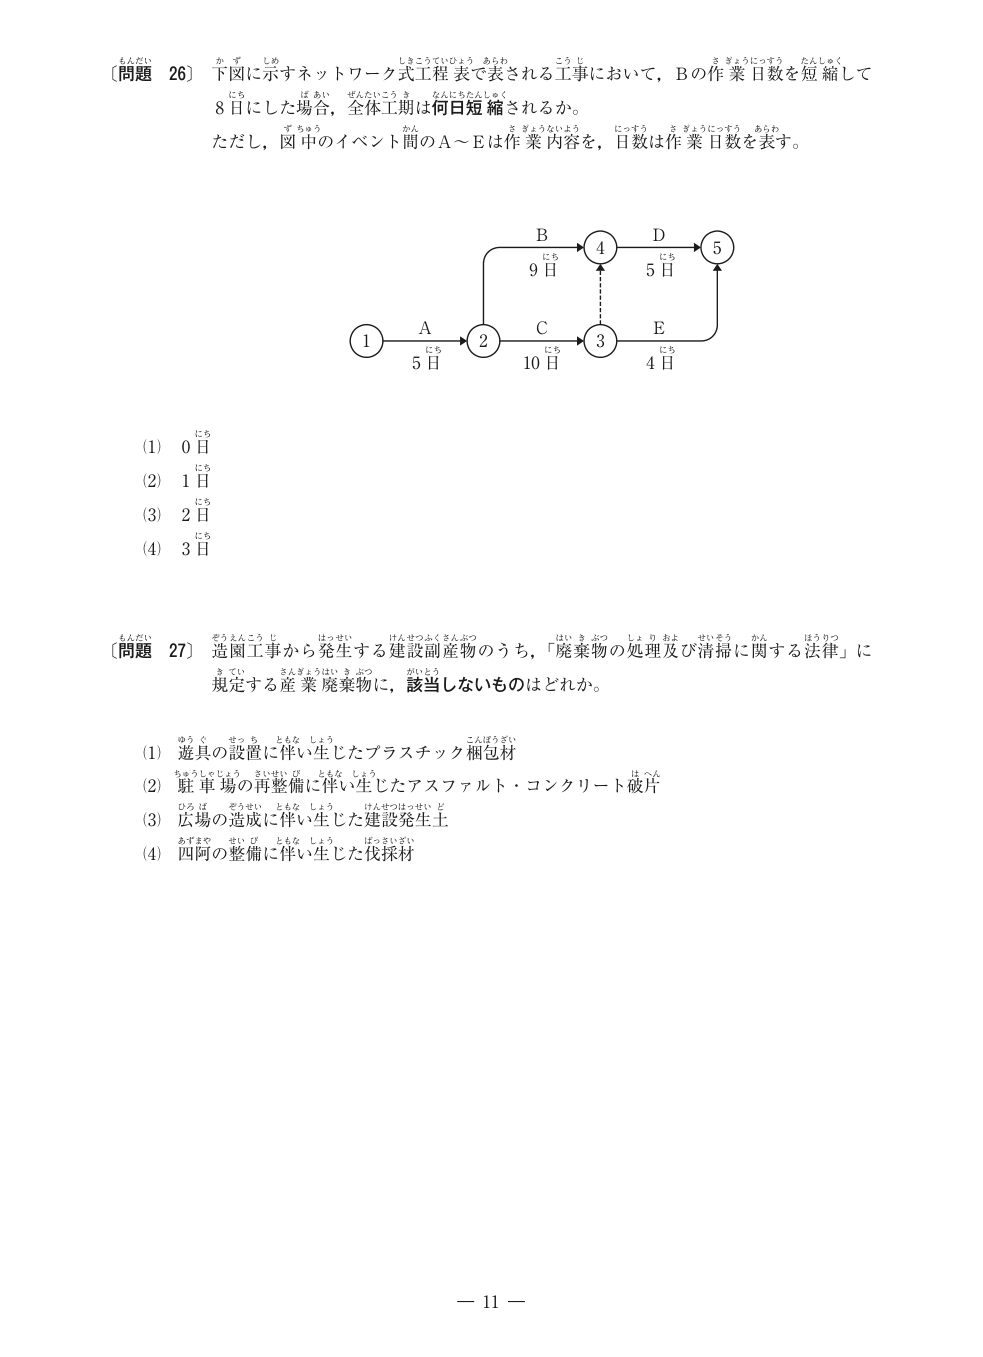 〔問題 26〕 下図に示すネットワーク式工程表で表される工事において，Bの作業日数を短縮して
8日にした場合，全体工期は何日短縮されるか。
ただし，図中のイベント間のA～Eは作業内容を，日数は作業日数を表す。
B
9日
D
5日
4
5
A
5日
C
10日
E
4日
1
2
3
(1) 0日
(2) 1日
(3) 2日
(4) 3日
〔問題 27〕 造園工事から発生する建設副産物のうち，「廃棄物の処理及び清掃に関する法律」に
規定する産業廃棄物に，該当しないものはどれか。
(1) 遊具の設置に伴い生じたプラスチック梱包材
(2) 駐車場の再整備に伴い生じたアスファルト・コンクリート破片
(3) 広場の造成に伴い生じた建設発生土
(4) 四阿の整備に伴い生じた伐採材
― 11 ―